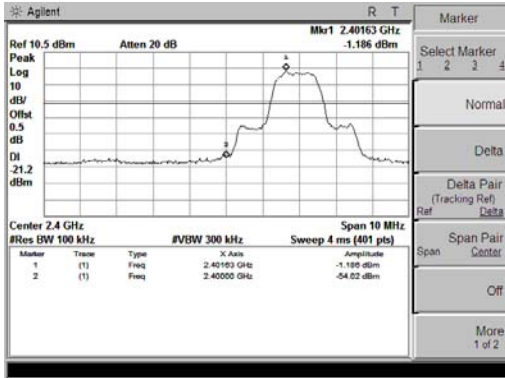 Agilent R T
Mkr1 2.40163 GHz
Ref 10.5 dBm Atten 20 dB -1.186 dBm
Peak
Log
10
dB/
Offst
0.5
dB
DI
-21.2
dBm
1
2
Center 2.4 GHz Span 10 MHz
#Res BW 100 kHz #VBW 300 kHz Sweep 4 ms (401 pts)
Marker Trace Type X Axis Amplitude
1 (1) Freq 2.40163 GHz -1.186 dBm
2 (1) Freq 2.40000 GHz -54.02 dBm
Marker
Select Marker
1 2 3 4
Normal
Delta
Delta Pair
(Tracking Ref)
Ref Delta
Span Pair
Span Center
Off
More
1 of 2